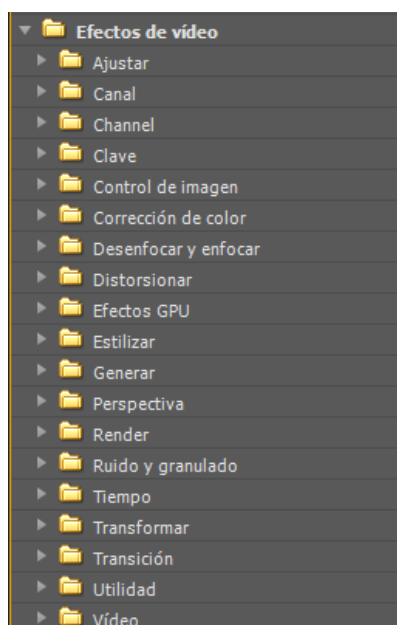 Efectos de vídeo
Ajustar
Canal
Channel
Clave
Control de imagen
Corrección de color
Desenfocar y enfocar
Distorsionar
Efectos GPU
Estilizar
Generar
Perspectiva
Render
Ruido y granulado
Tiempo
Transformar
Transición
Utilidad
Vídeo